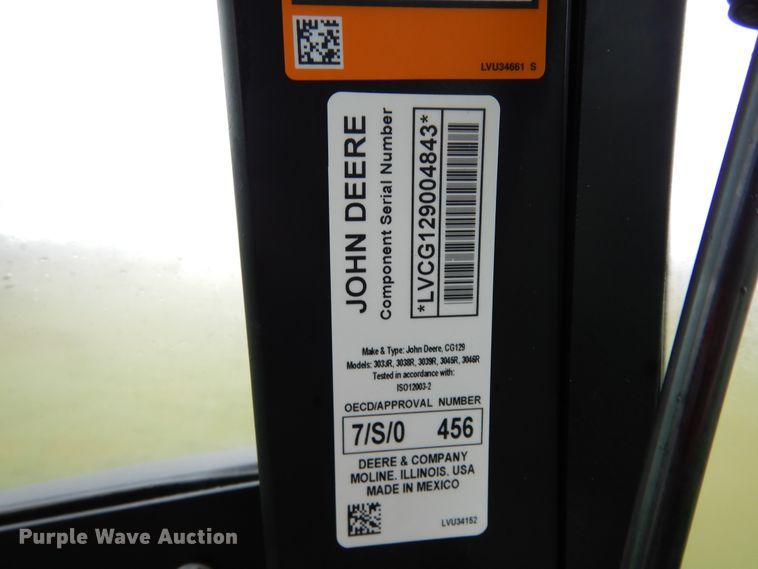 LVU34661 S
JOHN DEERE
Component Serial Number
*LVCG129004843*
Make & Type: John Deere, CG129
Models: 3033R, 3038R, 3039R, 3045R, 3046R
Tested in accordance with:
ISO12003-2
OECD/APPROVAL NUMBER
7/S/0 456
DEERE & COMPANY
MOLINE. ILLINOIS. USA
MADE IN MEXICO
LVU34152
Purple Wave Auction